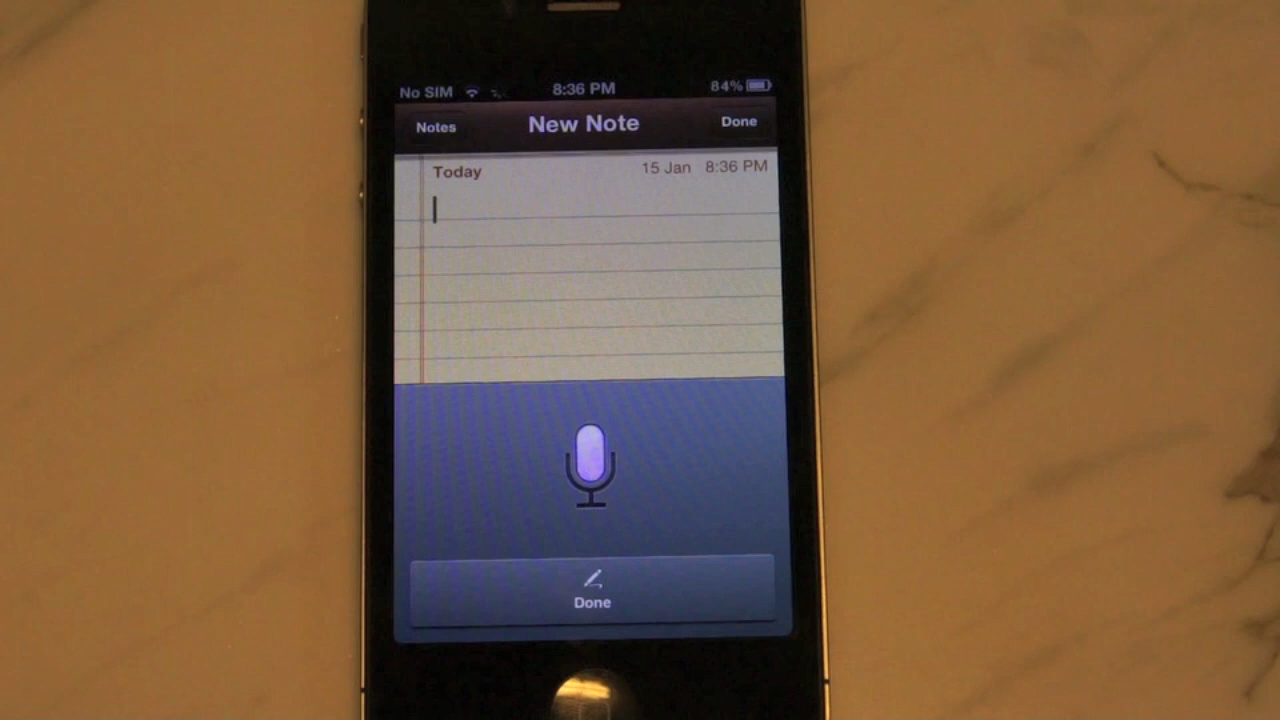 No SIM 8:36 PM 84%
Notes New Note Done
Today 15 Jan 8:36 PM
Done